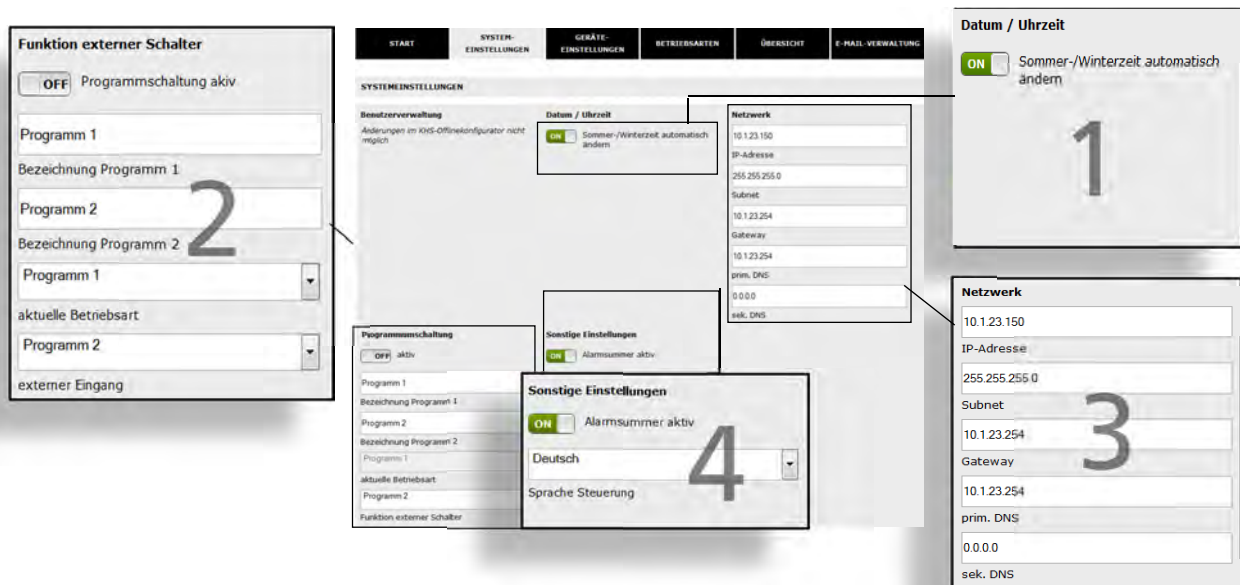 Funktion externer Schalter
OFF Programmschaltung akiv
Programm 1
Bezeichnung Programm 1
Programm 2
Bezeichnung Programm 2
Programm 1
aktuelle Betriebsart
Programm 2
externer Eingang
2
START
SYSTEM-
EINSTELLUNGEN
GERÄTE-
EINSTELLUNGEN
BETRIEBSARTEN
ÜBERSICHT
E-MAIL-VERWALTUNG
SYSTEMEINSTELLUNGEN
Benutzerverwaltung
Änderungen im KHS-Offlinekonfigurator nicht
möglich
Datum / Uhrzeit
ON Sommer-/Winterzeit automatisch
ändern
Netzwerk
10.1.23.150
IP-Adresse
255.255.255.0
Subnet
10.1.23.254
Gateway
10.1.23.254
prim. DNS
0.0.0.0
sek. DNS
Programmumschaltung
OFF aktiv
Programm 1
Bezeichnung Programm 1
Programm 2
Bezeichnung Programm 2
Programm 1
aktuelle Betriebsart
Programm 2
Funktion externer Schalter
Sonstige Einstellungen
ON Alarmsummer aktiv
Sonstige Einstellungen
ON Alarmsummer aktiv
Deutsch
Sprache Steuerung
4
Datum / Uhrzeit
ON Sommer-/Winterzeit automatisch
ändern
1
Netzwerk
10.1.23.150
IP-Adresse
255.255.255.0
Subnet
10.1.23.254
Gateway
10.1.23.254
prim. DNS
0.0.0.0
sek. DNS
3